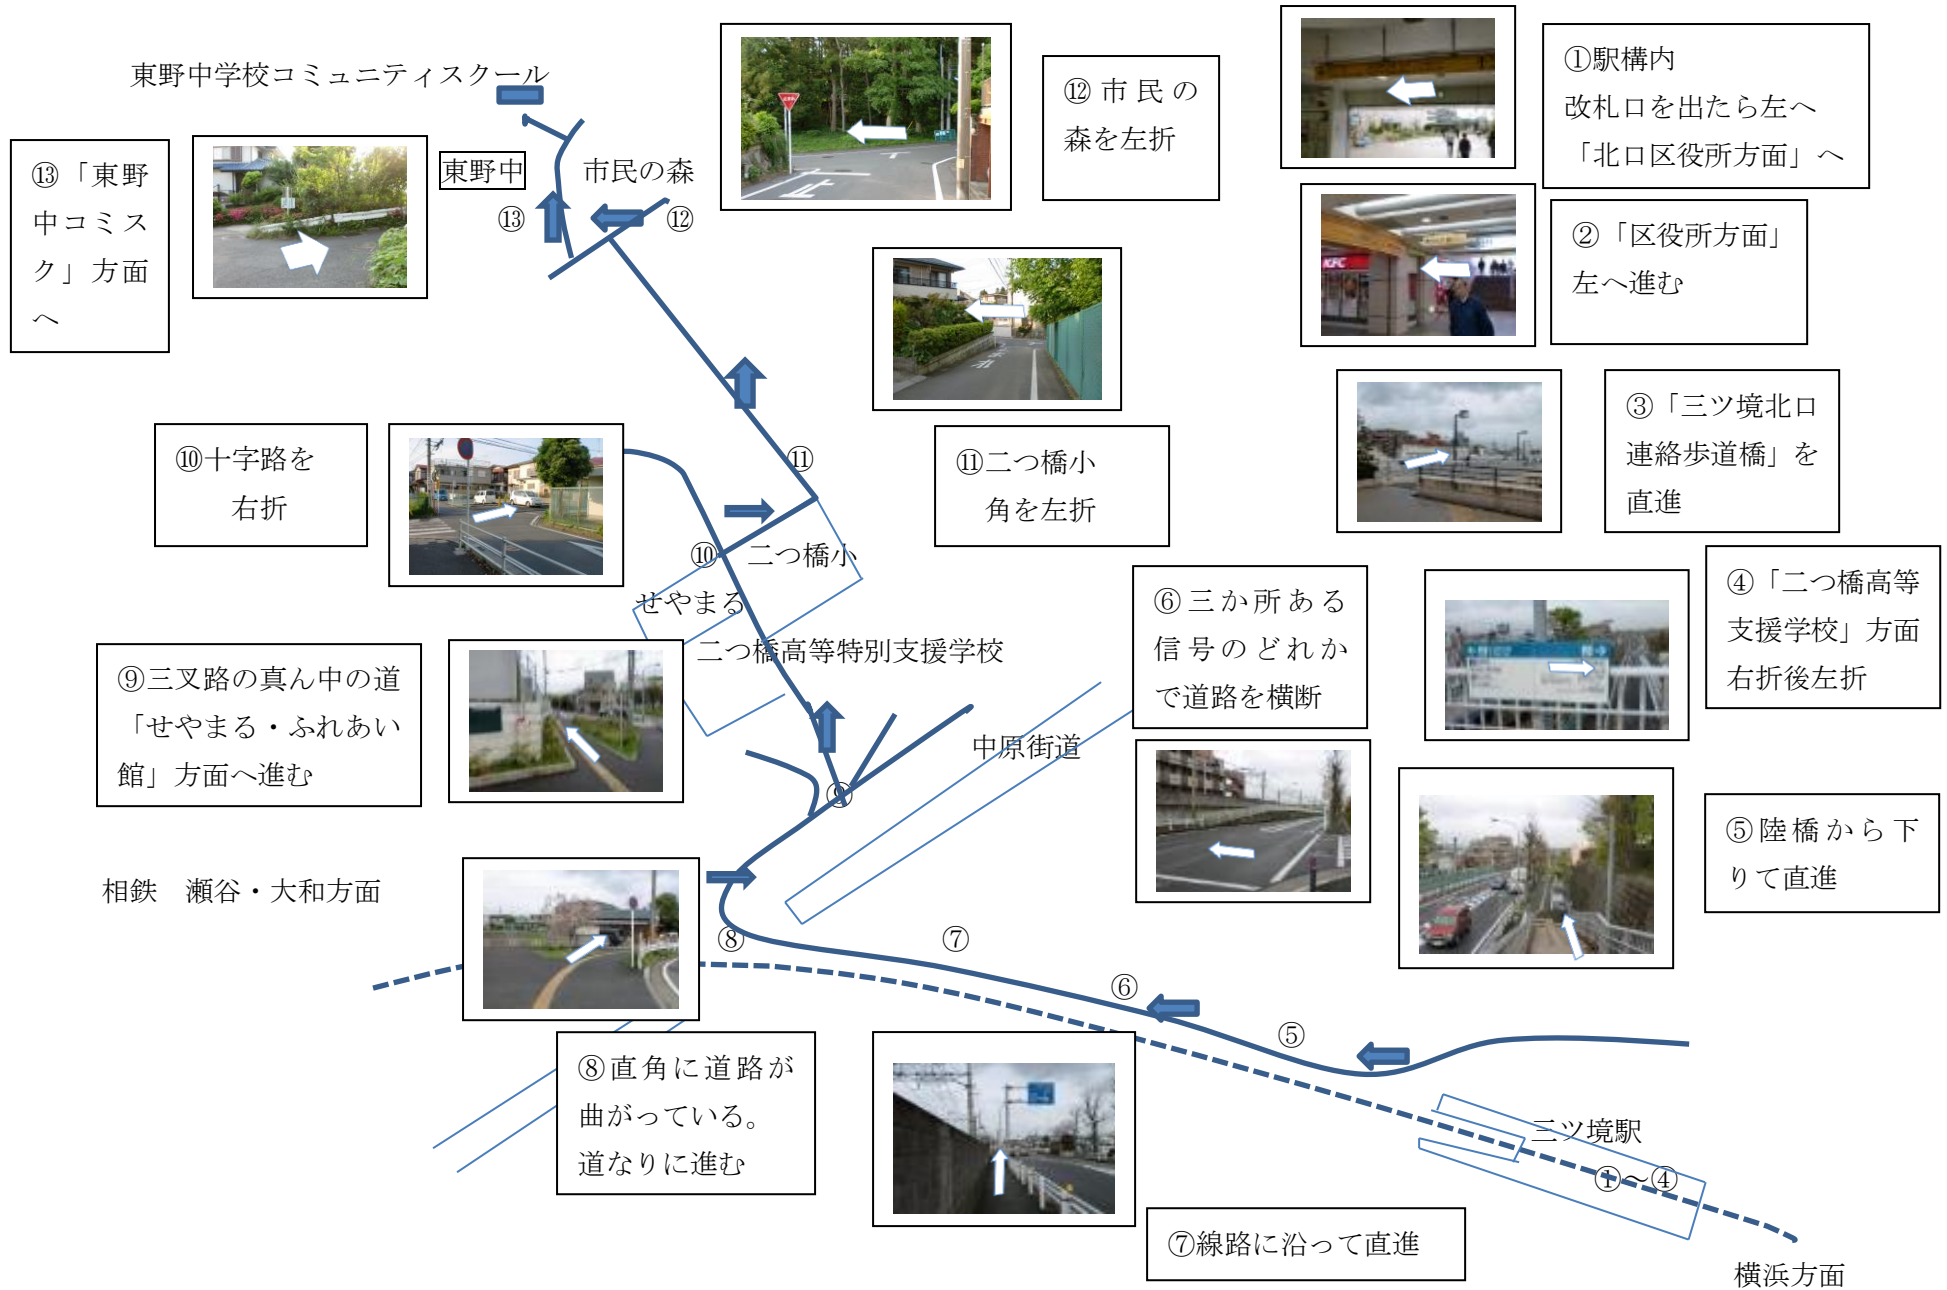 東野中学校コミュニティスクール
⑬「東野
中コミス
ク」方面
へ
東野中
市民の森
⑬
⑫
⑫市民の
森を左折
①駅構内
改札口を出たら左へ
「北口区役所方面」へ
KFC
②「区役所方面」
左へ進む
③「三ツ境北口
連絡歩道橋」を
直進
④「二つ橋高等
支援学校」方面
右折後左折
⑤陸橋から下
りて直進
⑥三か所ある
信号のどれか
で道路を横断
⑩十字路を
右折
⑪
⑪二つ橋小
角を左折
⑩
二つ橋小
せやまる
二つ橋高等特別支援学校
⑨三叉路の真ん中の道
「せやまる・ふれあい
館」方面へ進む
中原街道
⑨
相鉄　瀬谷・大和方面
⑧
⑦
⑥
⑤
⑧直角に道路が
曲がっている。
道なりに進む
三ツ境駅
①～④
⑦線路に沿って直進
横浜方面